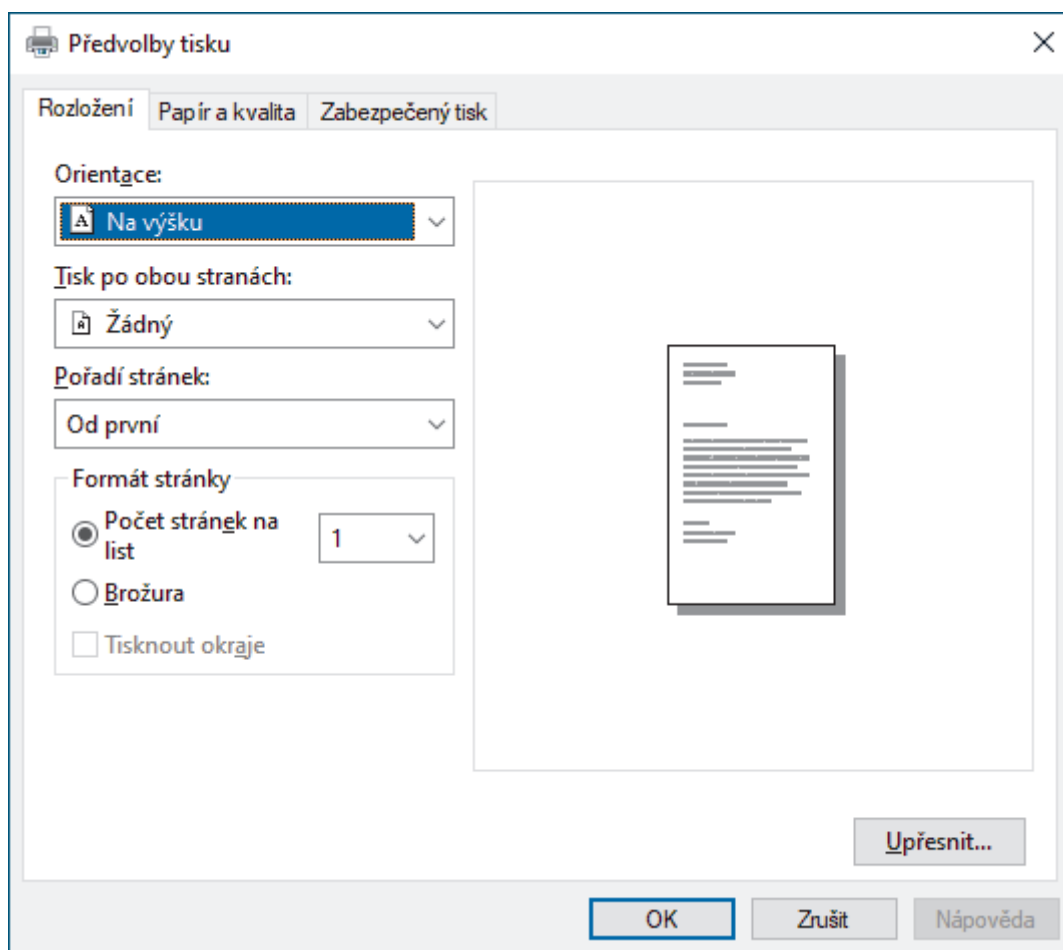 Předvolby tisku
Rozložení Papír a kvalita Zabezpečený tisk
Orientace:
A Na výšku
Tisk po obou stranách:
A Žádný
Pořadí stránek:
Od první
Formát stránky
Počet stránek na
list
1
Brožura
Tisknout okraje
Upřesnit...
OK Zrušit Nápověda